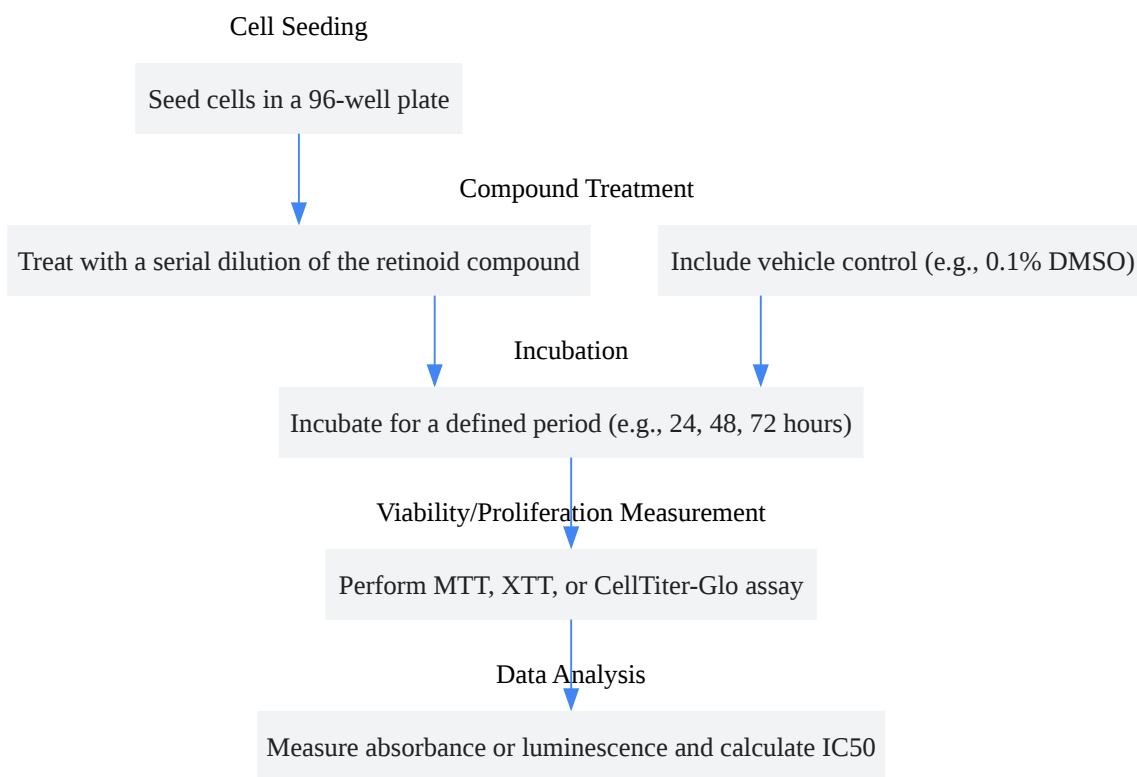 Cell Seeding
Seed cells in a 96-well plate
Compound Treatment
Treat with a serial dilution of the retinoid compound
Include vehicle control (e.g., 0.1% DMSO)
Incubation
Incubate for a defined period (e.g., 24, 48, 72 hours)
Viability/Proliferation Measurement
Perform MTT, XTT, or CellTiter-Glo assay
Data Analysis
Measure absorbance or luminescence and calculate IC50